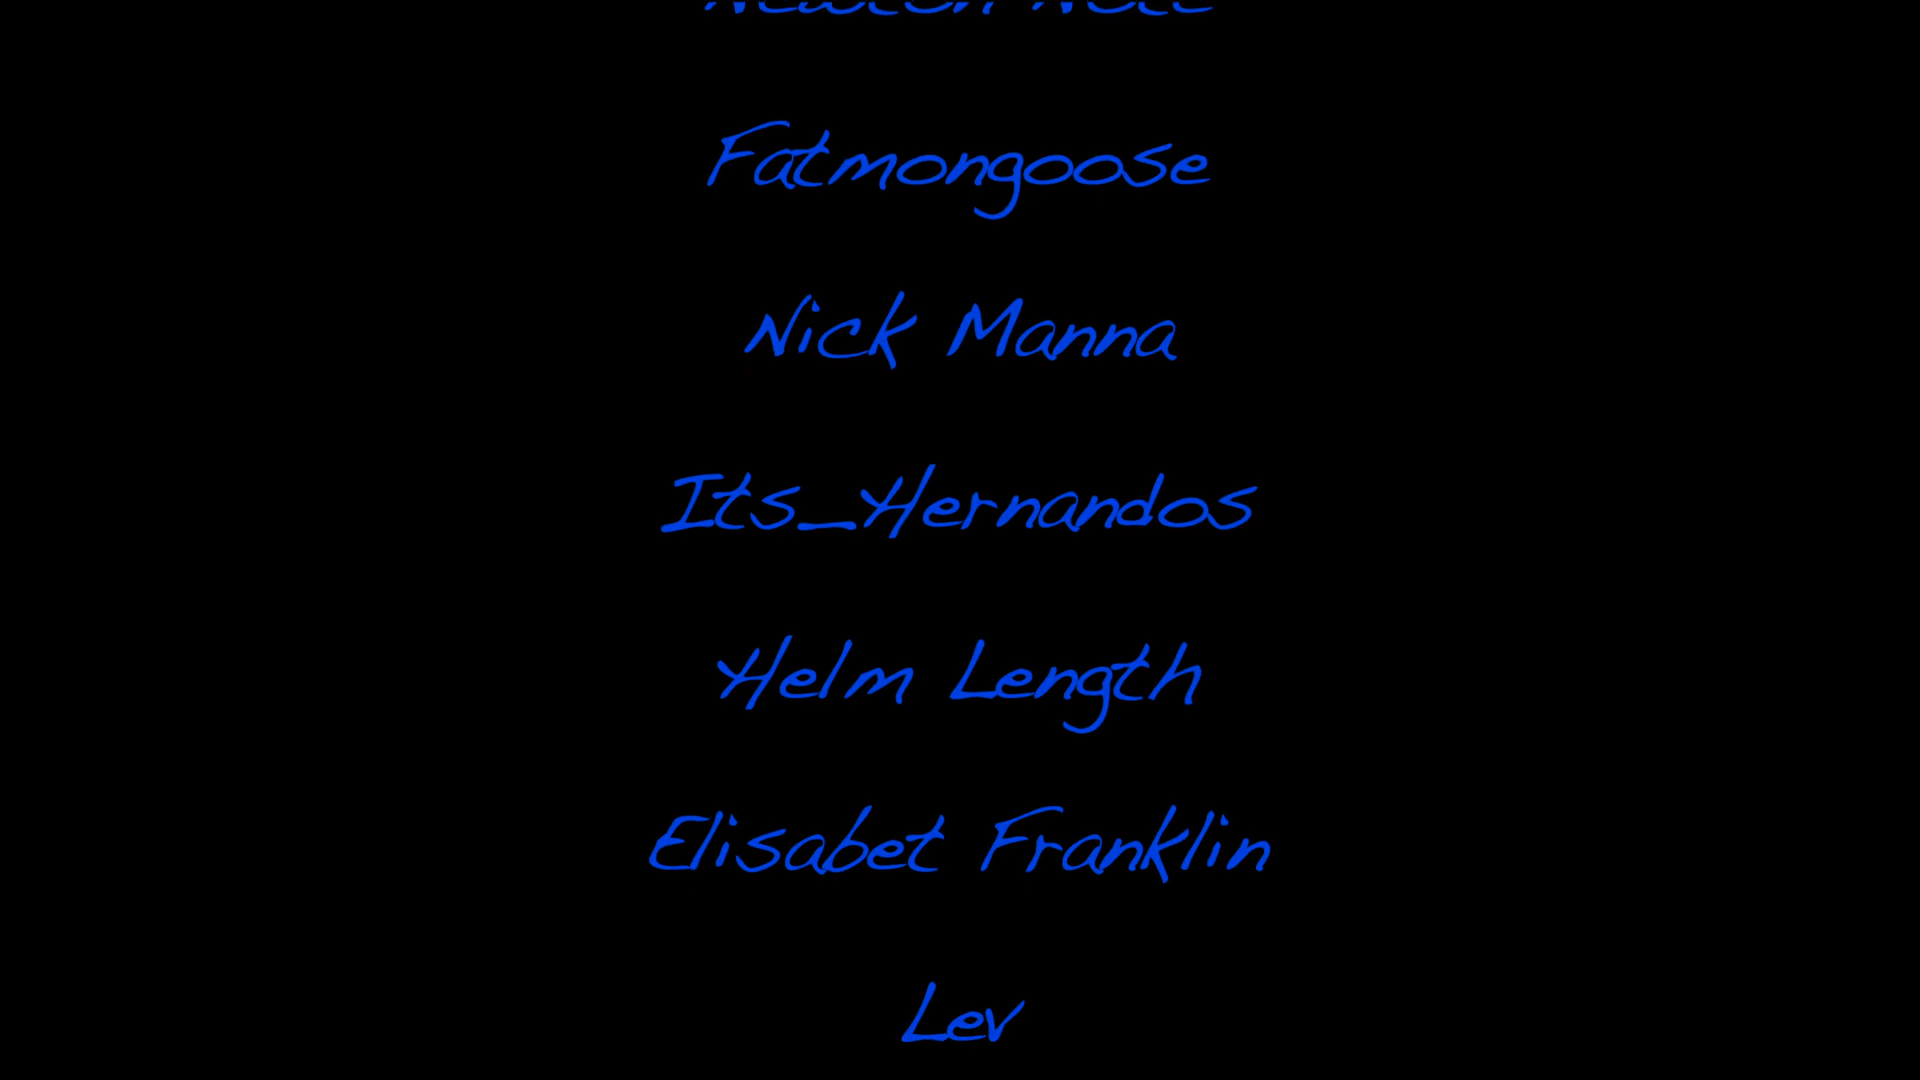 Fatmongoose
Nick Manna
Its_Hernandos
Helm Length
Elisabet Franklin
Lev